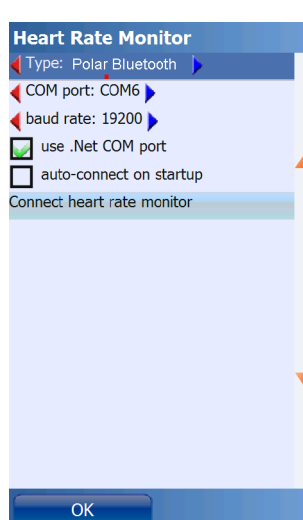 Heart Rate Monitor
Type: Polar Bluetooth
COM port: COM6
baud rate: 19200
use .Net COM port
auto-connect on startup
Connect heart rate monitor
OK